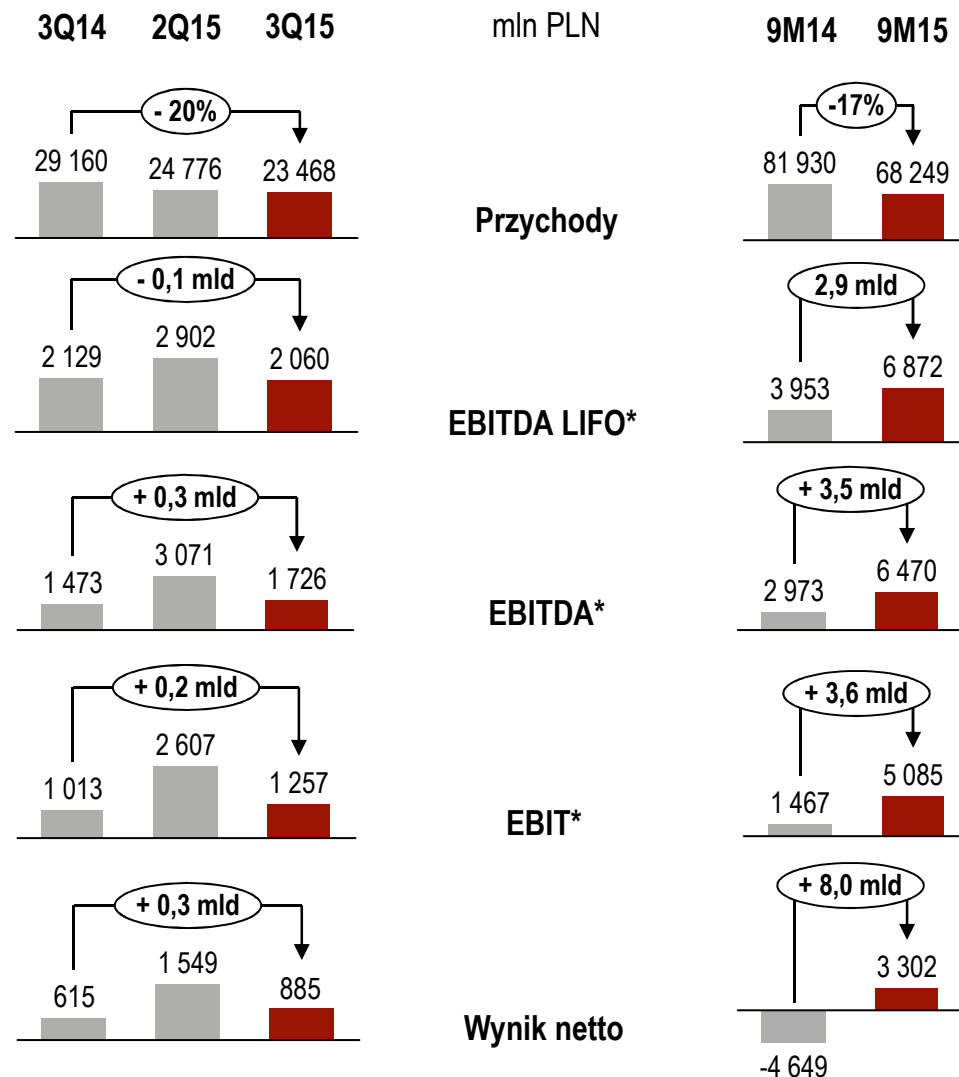 3Q14 2Q15 3Q15 mln PLN 9M14 9M15
- 20% -17%
29 160 24 776 23 468 81 930 68 249
Przychody
- 0,1 mld 2,9 mld
2 129 2 902 2 060 3 953 6 872
EBITDA LIFO*
+ 0,3 mld + 3,5 mld
1 473 3 071 1 726 2 973 6 470
EBITDA*
+ 0,2 mld + 3,6 mld
1 013 2 607 1 257 1 467 5 085
EBIT*
+ 0,3 mld + 8,0 mld
615 1 549 885 3 302
Wynik netto
-4 649